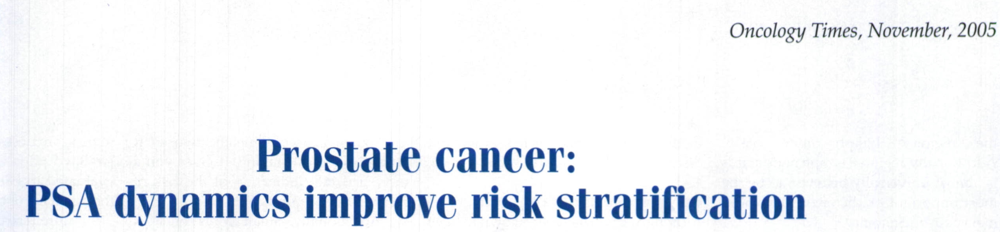 Oncology Times, November, 2005
Prostate cancer:
PSA dynamics improve risk stratification